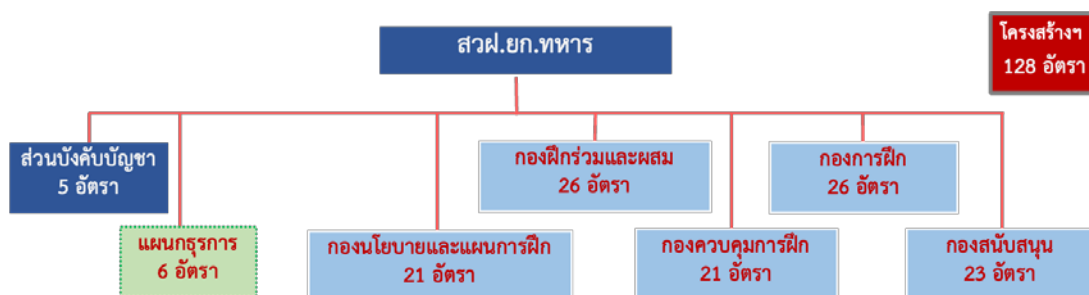 สวฝ.ยก.ทหาร
โครงสร้างฯ
128 อัตรา
ส่วนบังคับบัญชา
5 อัตรา
กองฝึกร่วมและผสม
26 อัตรา
กองการฝึก
26 อัตรา
แผนกธุรการ
6 อัตรา
กองนโยบายและแผนการฝึก
21 อัตรา
กองควบคุมการฝึก
21 อัตรา
กองสนับสนุน
23 อัตรา